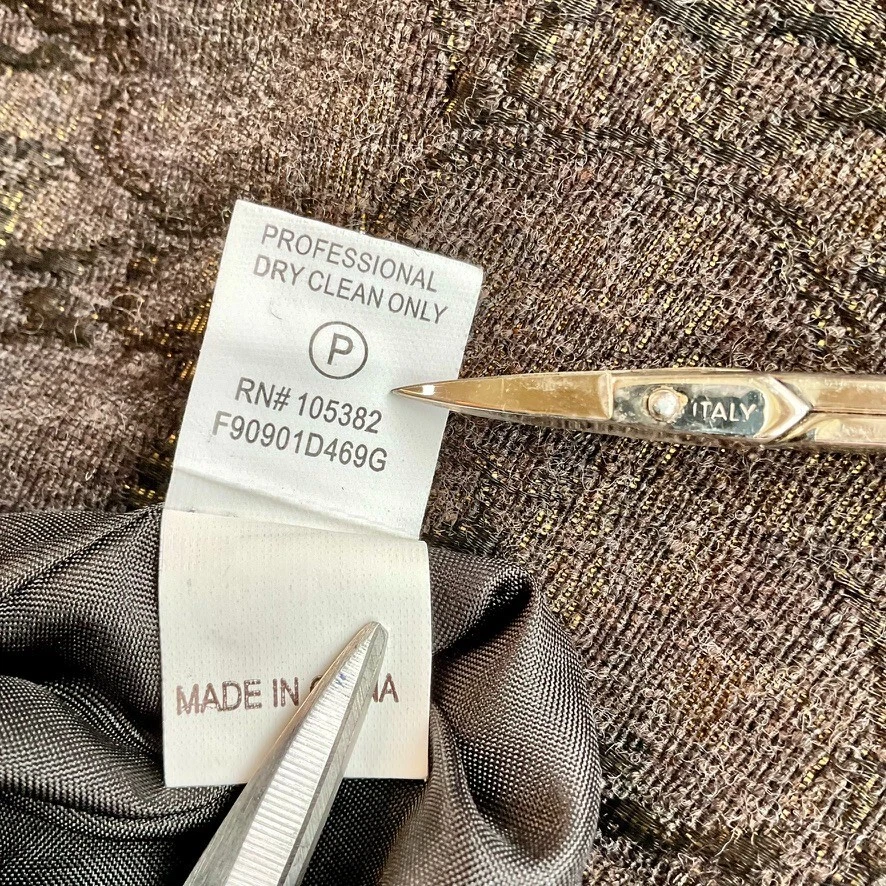 PROFESSIONAL
DRY CLEAN ONLY
P
RN# 105382
F90901D469G
ITALY
MADE IN